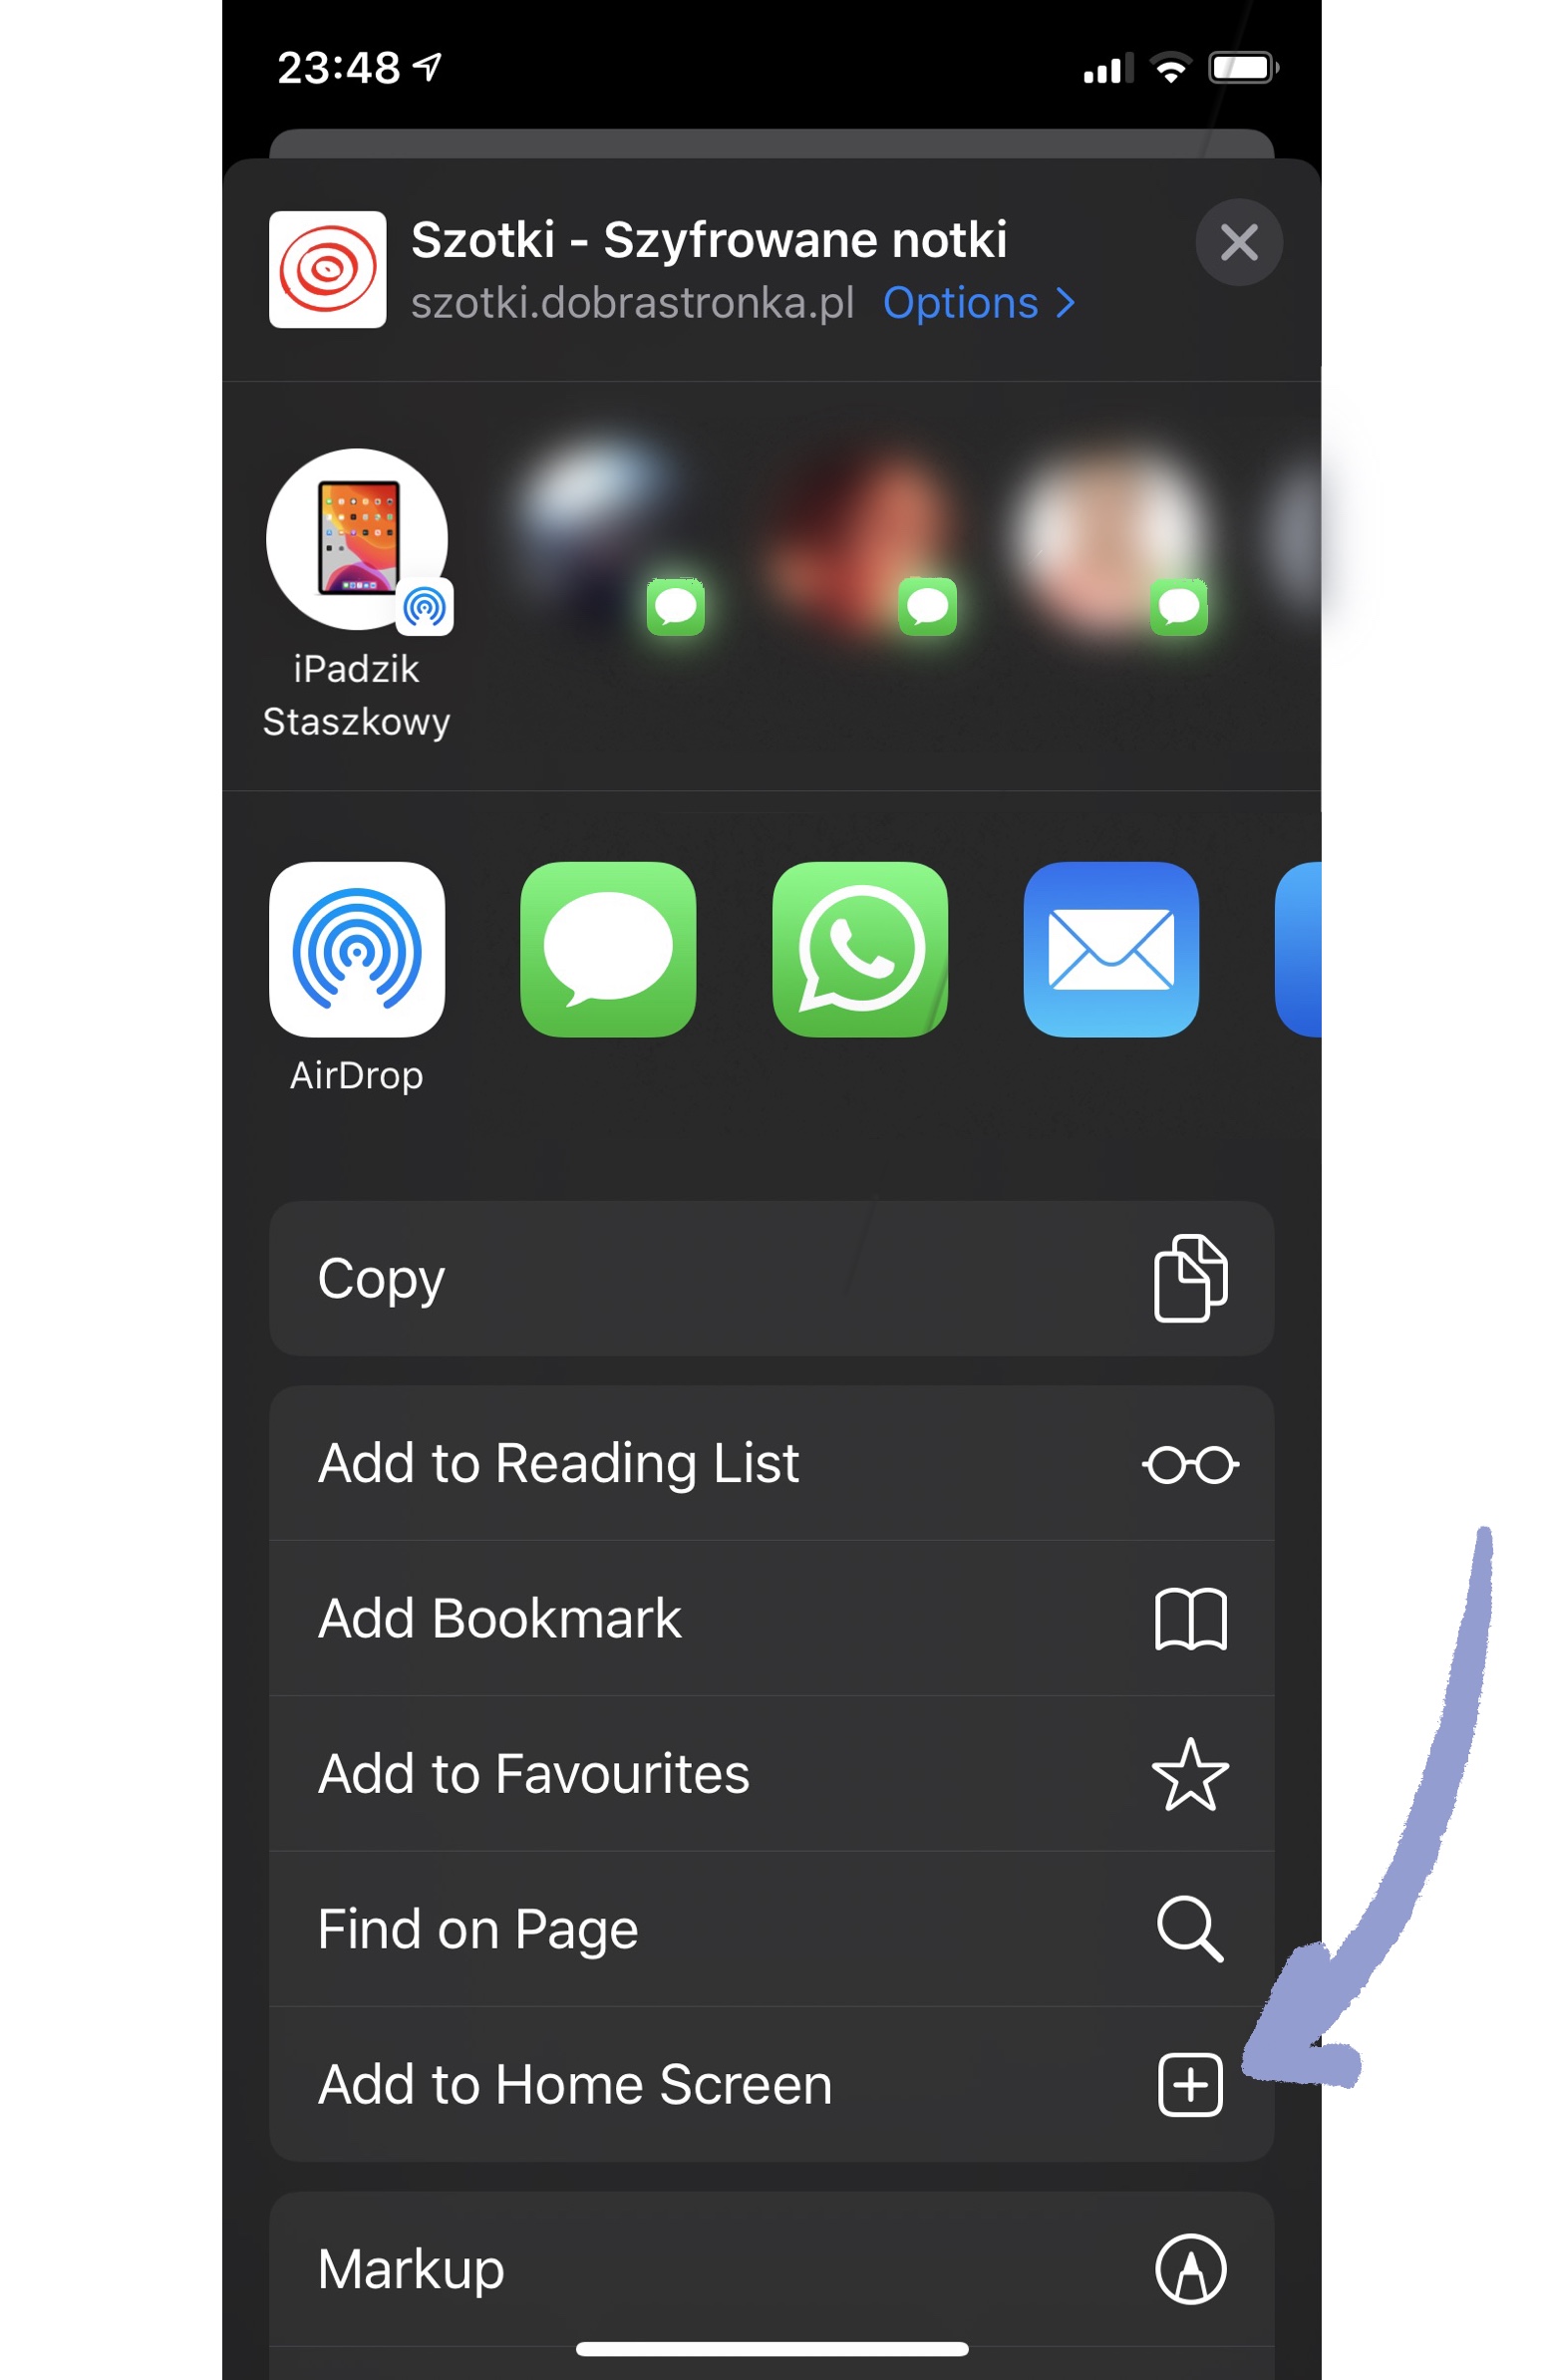 23:48
Szotki - Szyfrowane notki
szotki.dobrastronka.pl Options
iPadzik
Staszkowy
AirDrop
Copy
Add to Reading List
Add Bookmark
Add to Favourites
Find on Page
Add to Home Screen
Markup